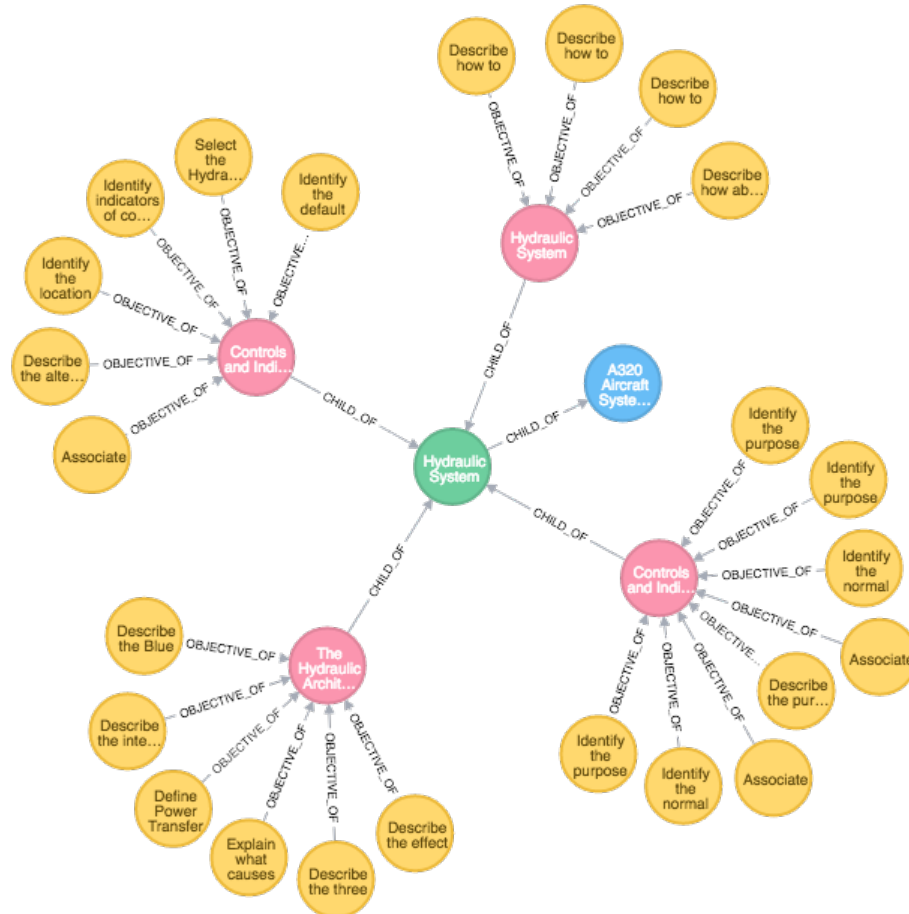 Describe
how to
Describe
how to
Describe
how to
Describe
how ab...
OBJECTIVE_OF
OBJECTIVE_OF
OBJECTIVE_OF
OBJECTIVE_OF
Hydraulic
System
CHILD_OF
Select
the
Hydra...
Identify
indicators
of co...
Identify
the
default
Identify
the
location
Describe
the alte...
Associate
OBJECTIVE_OF
OBJECTIVE_OF
OBJECTIVE...
OBJECTIVE_OF
OBJECTIVE_OF
OBJECTIVE_OF
Controls
and Indi...
CHILD_OF
A320
Aircraft
Syste...
CHILD_OF
Hydraulic
System
Identify
the
purpose
Identify
the
purpose
Identify
the
normal
Associate
Describe
the pur...
Associate
Identify
the
normal
Identify
the
purpose
OBJECTIVE_OF
OBJECTIVE_OF
OBJECTIVE_OF
OBJECTIVE_OF
OBJECTIVE...
OBJECTIVE_OF
OBJECTIVE_OF
OBJECTIVE_OF
Controls
and Indi...
CHILD_OF
CHILD_OF
The
Hydraulic
Archit...
Describe
the Blue
Describe
the inte...
Define
Power
Transfer
Explain
what
causes
Describe
the three
Describe
the effect
OBJECTIVE_OF
OBJECTIVE_OF
OBJECTIVE_OF
OBJECTIVE_OF
OBJECTIVE_OF
OBJECTIVE_OF